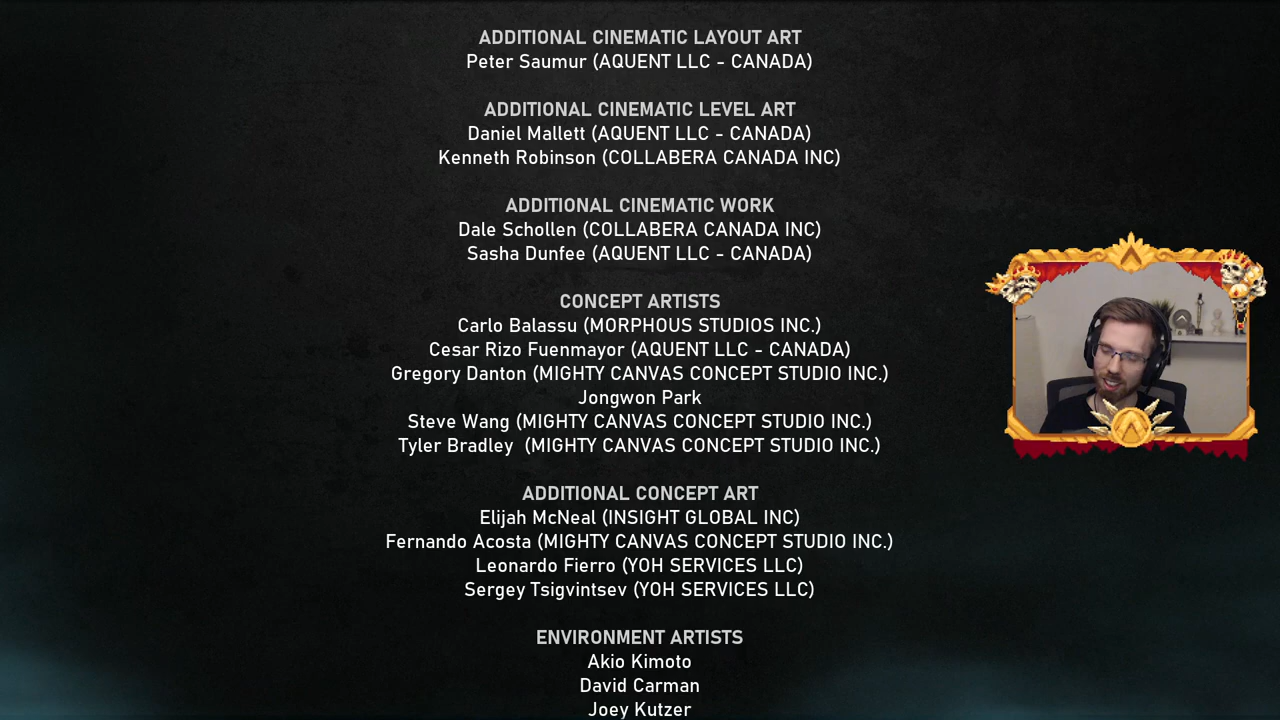 ADDITIONAL CINEMATIC LAYOUT ART
Peter Saumur (AQUENT LLC - CANADA)
ADDITIONAL CINEMATIC LEVEL ART
Daniel Mallett (AQUENT LLC - CANADA)
Kenneth Robinson (COLLABERA CANADA INC)
ADDITIONAL CINEMATIC WORK
Dale Schollen (COLLABERA CANADA INC)
Sasha Dunfee (AQUENT LLC - CANADA)
CONCEPT ARTISTS
Carlo Balassu (MORPHOUS STUDIOS INC.)
Cesar Rizo Fuenmayor (AQUENT LLC - CANADA)
Gregory Danton (MIGHTY CANVAS CONCEPT STUDIO INC.)
Jongwon Park
Steve Wang (MIGHTY CANVAS CONCEPT STUDIO INC.)
Tyler Bradley  (MIGHTY CANVAS CONCEPT STUDIO INC.)
ADDITIONAL CONCEPT ART
Elijah McNeal (INSIGHT GLOBAL INC)
Fernando Acosta (MIGHTY CANVAS CONCEPT STUDIO INC.)
Leonardo Fierro (YOH SERVICES LLC)
Sergey Tsigvintsev (YOH SERVICES LLC)
ENVIRONMENT ARTISTS
Akio Kimoto
David Carman
Joey Kutzer